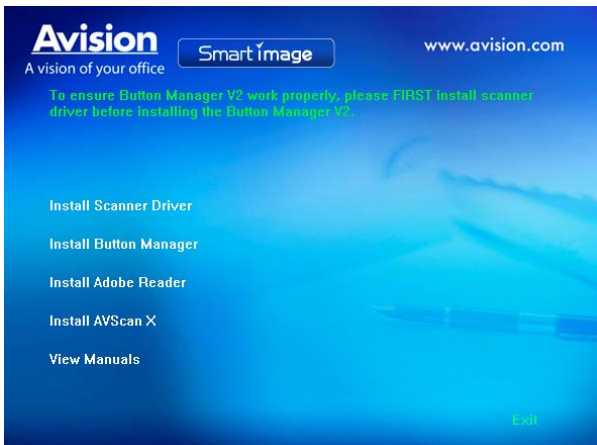 Avision
A vision of your office
Smart image
www.avision.com
To ensure Button Manager V2 work properly, please FIRST install scanner
driver before installing the Button Manager V2.
Install Scanner Driver
Install Button Manager
Install Adobe Reader
Install AVScan X
View Manuals
Exit